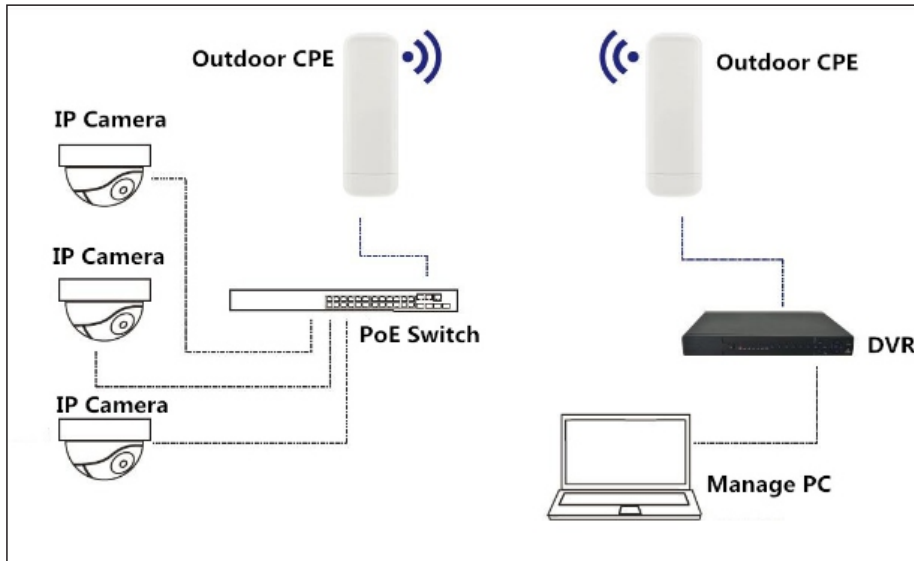 Outdoor CPE
Outdoor CPE
IP Camera
IP Camera
PoE Switch
DVR
IP Camera
Manage PC